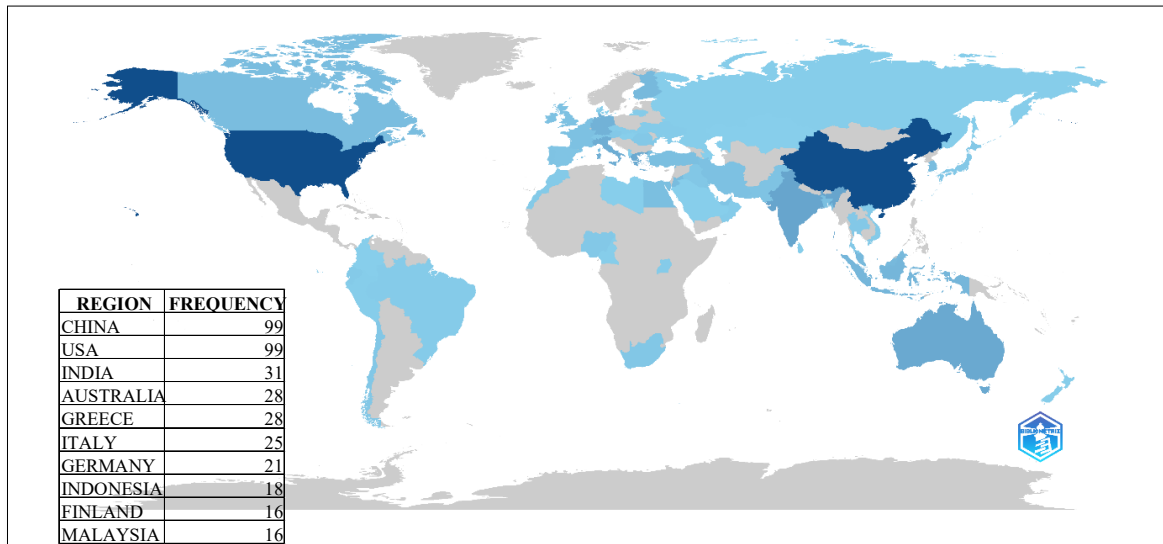 REGION FREQUENCY
CHINA 99
USA 99
INDIA 31
AUSTRALIA 28
GREECE 28
ITALY 25
GERMANY 21
INDONESIA 18
FINLAND 16
MALAYSIA 16
BIBLIOMETRIX